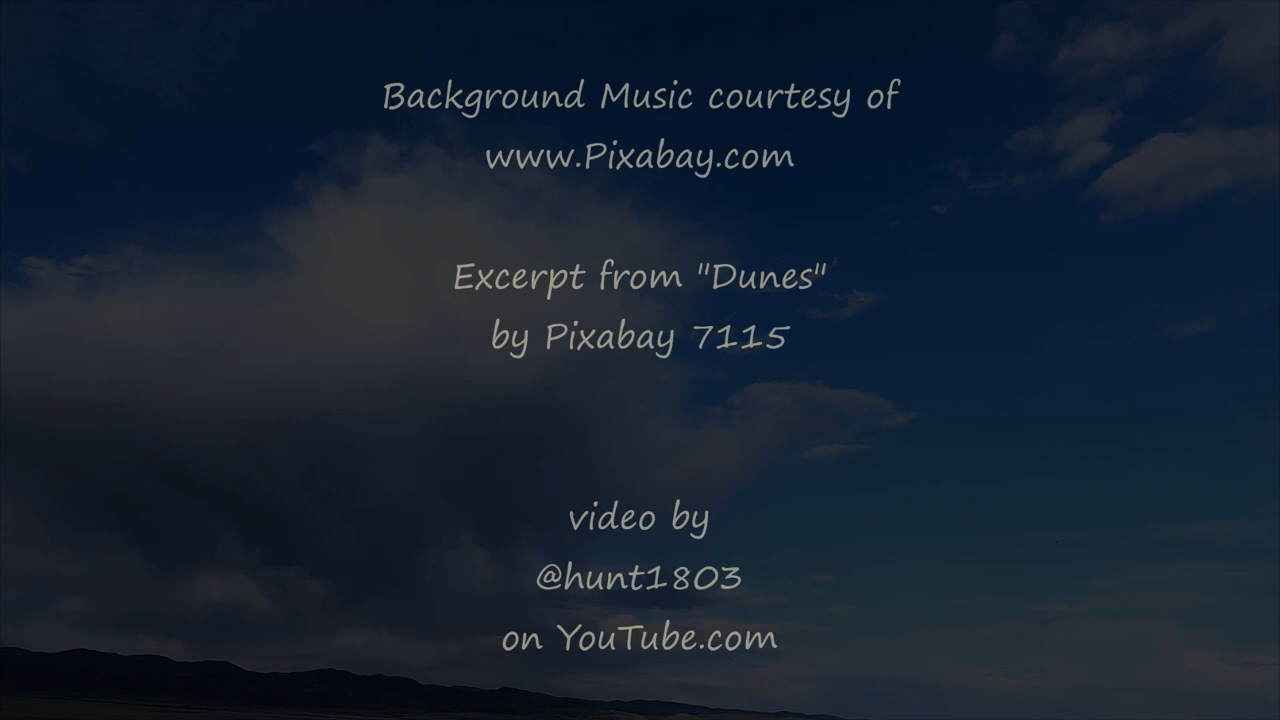 Background Music courtesy of
www.Pixabay.com
Excerpt from "Dunes"
by Pixabay 7115
video by
@hunt1803
on YouTube.com